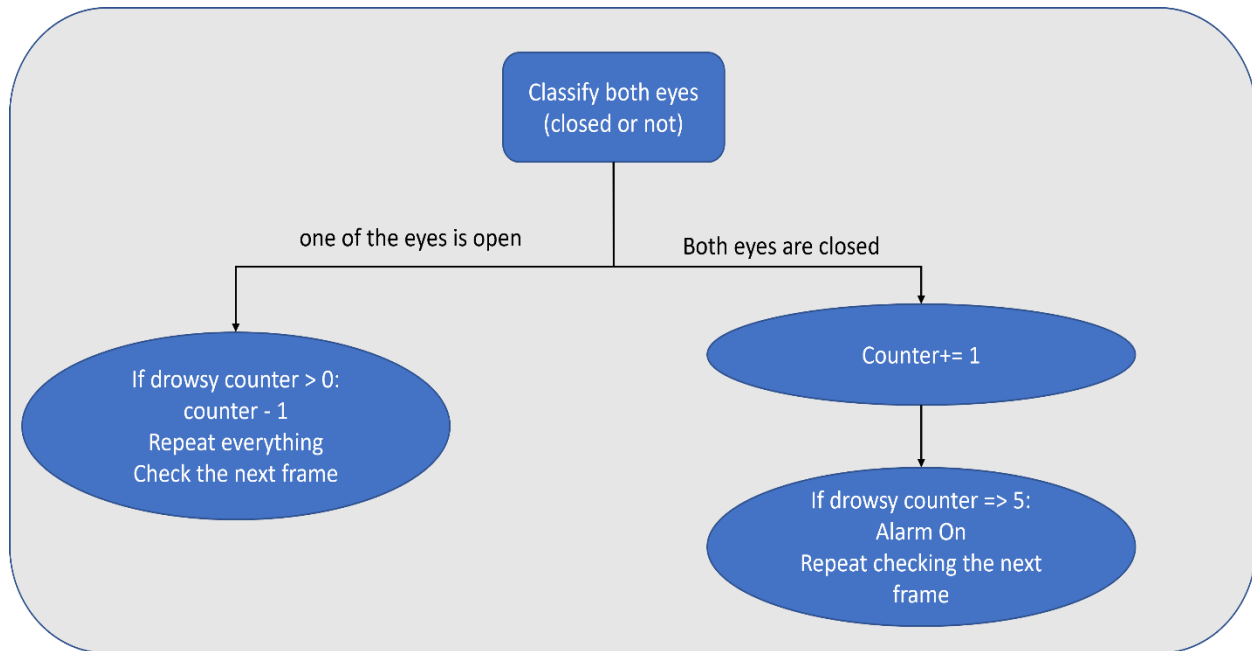 Classify both eyes
(closed or not)
one of the eyes is open
Both eyes are closed
If drowsy counter > 0:
counter - 1
Repeat everything
Check the next frame
Counter+= 1
If drowsy counter => 5:
Alarm On
Repeat checking the next
frame